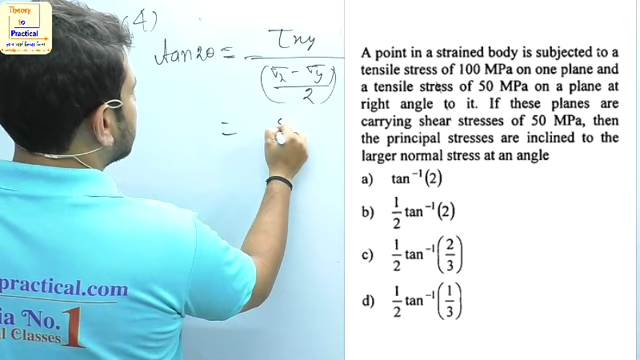 Theory
to
Practical
4)
tan2θ = τxy
(σx − σy)
2
=
practical.com
ia No. 1
l Classes
A point in a strained body is subjected to a
tensile stress of 100 MPa on one plane and
a tensile stress of 50 MPa on a plane at
right angle to it. If these planes are
carrying shear stresses of 50 MPa, then
the principal stresses are inclined to the
larger normal stress at an angle
a) tan⁻¹(2)
b) 1/2 tan⁻¹(2)
c) 1/2 tan⁻¹(2/3)
d) 1/2 tan⁻¹(1/3)